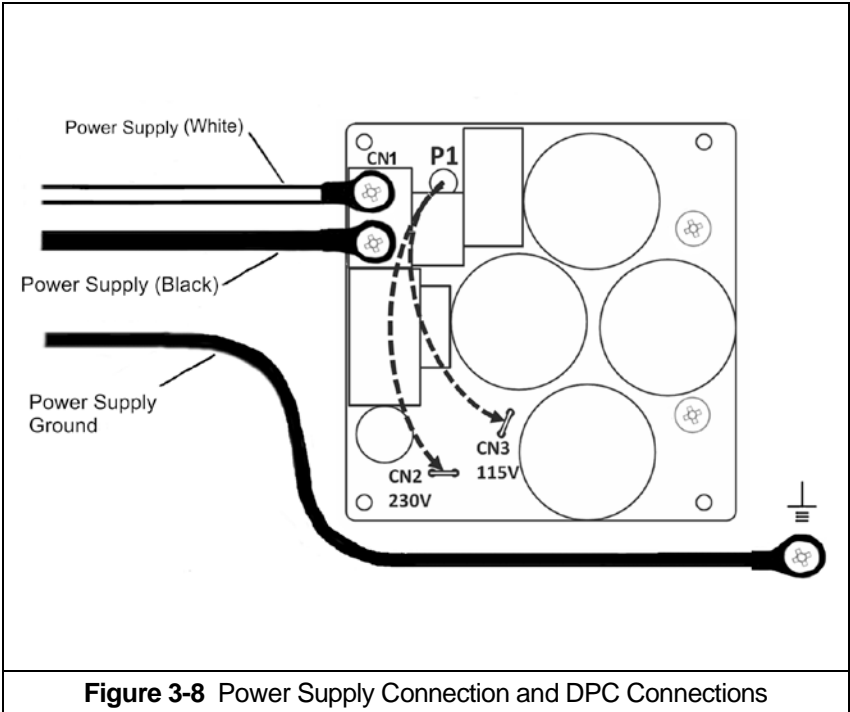 Power Supply (White)
CN1
P1
Power Supply (Black)
Power Supply
Ground
CN3
115V
CN2
230V
Figure 3-8 Power Supply Connection and DPC Connections